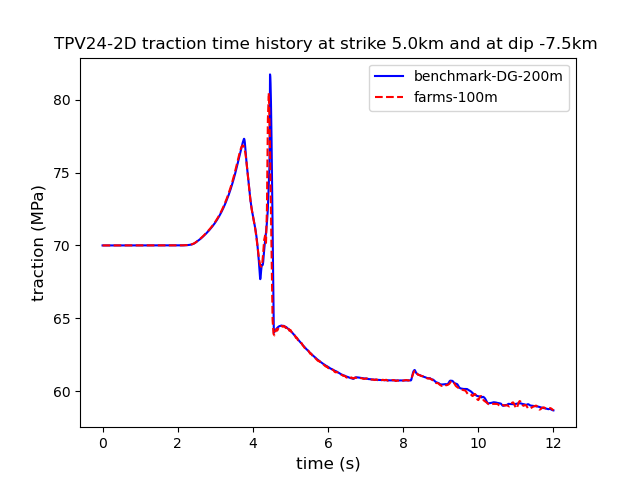 TPV24-2D traction time history at strike 5.0km and at dip -7.5km
benchmark-DG-200m
farms-100m
traction (MPa)
80
75
70
65
60
0 2 4 6 8 10 12
time (s)